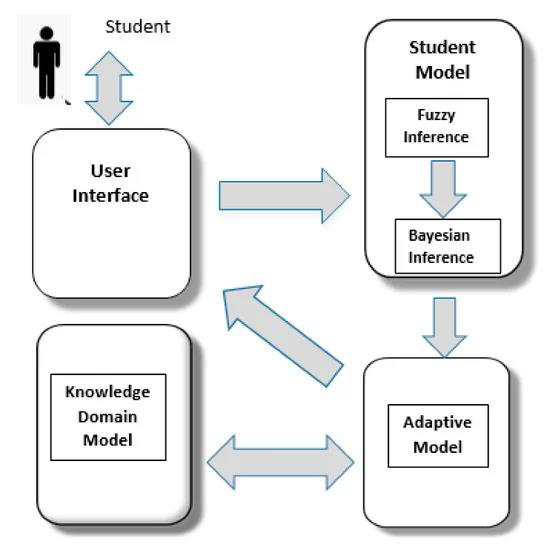 Student
User
Interface
Student
Model
Fuzzy
Inference
Bayesian
Inference
Knowledge
Domain
Model
Adaptive
Model